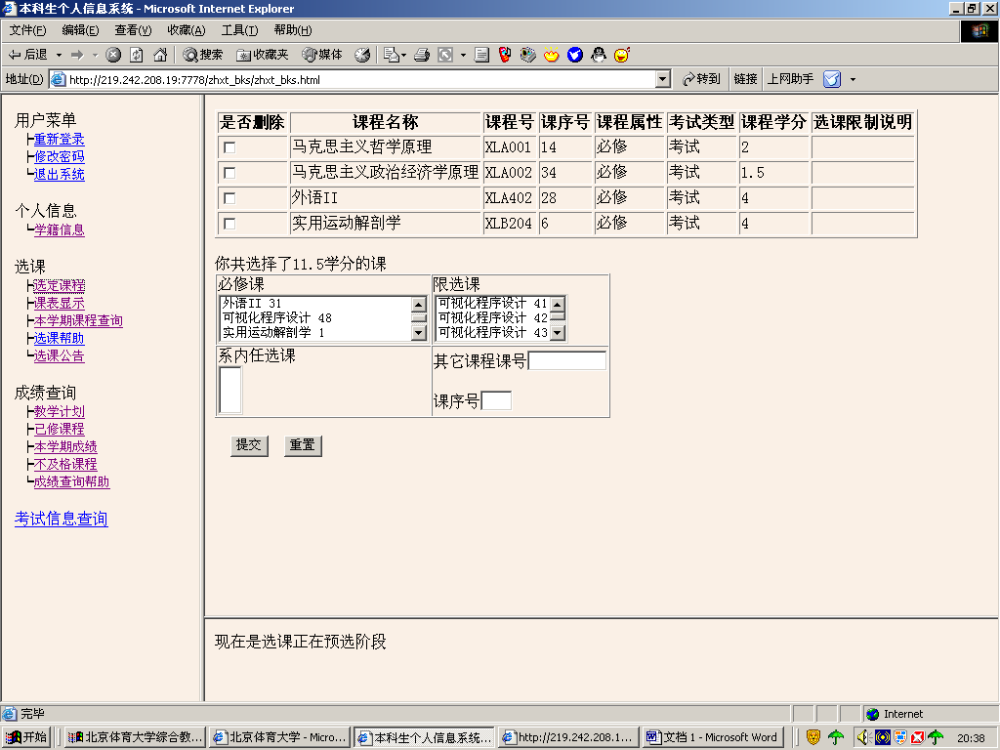 本科生个人信息系统 - Microsoft Internet Explorer
文件(F) 编辑(E) 查看(V) 收藏(A) 工具(T) 帮助(H)
后退 搜索 收藏夹 媒体
地址(D) http://219.242.208.19:7778/zhxt_bks/zhxt_bks.html 转到 链接 上网助手
用户菜单
重新登录
修改密码
退出系统
个人信息
学籍信息
选课
选定课程
课表显示
本学期课程查询
选课帮助
选课公告
成绩查询
教学计划
已修课程
本学期成绩
不及格课程
成绩查询帮助
考试信息查询
是否删除 课程名称 课程号 课序号 课程属性 考试类型 课程学分 选课限制说明
马克思主义哲学原理 XLA001 14 必修 考试 2
马克思主义政治经济学原理 XLA002 34 必修 考试 1.5
外语II XLA402 28 必修 考试 4
实用运动解剖学 XLB204 6 必修 考试 4
你共选择了11.5学分的课
必修课 限选课
外语II 31 可视化程序设计 41
可视化程序设计 48 可视化程序设计 42
实用运动解剖学 1 可视化程序设计 43
系内任选课 其它课程课号
课序号
提交 重置
现在是选课正在预选阶段
完毕 Internet
开始 北京体育大学综合教... 北京体育大学 - Micro... 本科生个人信息系统... http://219.242.208.1... 文档 1 - Microsoft Word 20:38